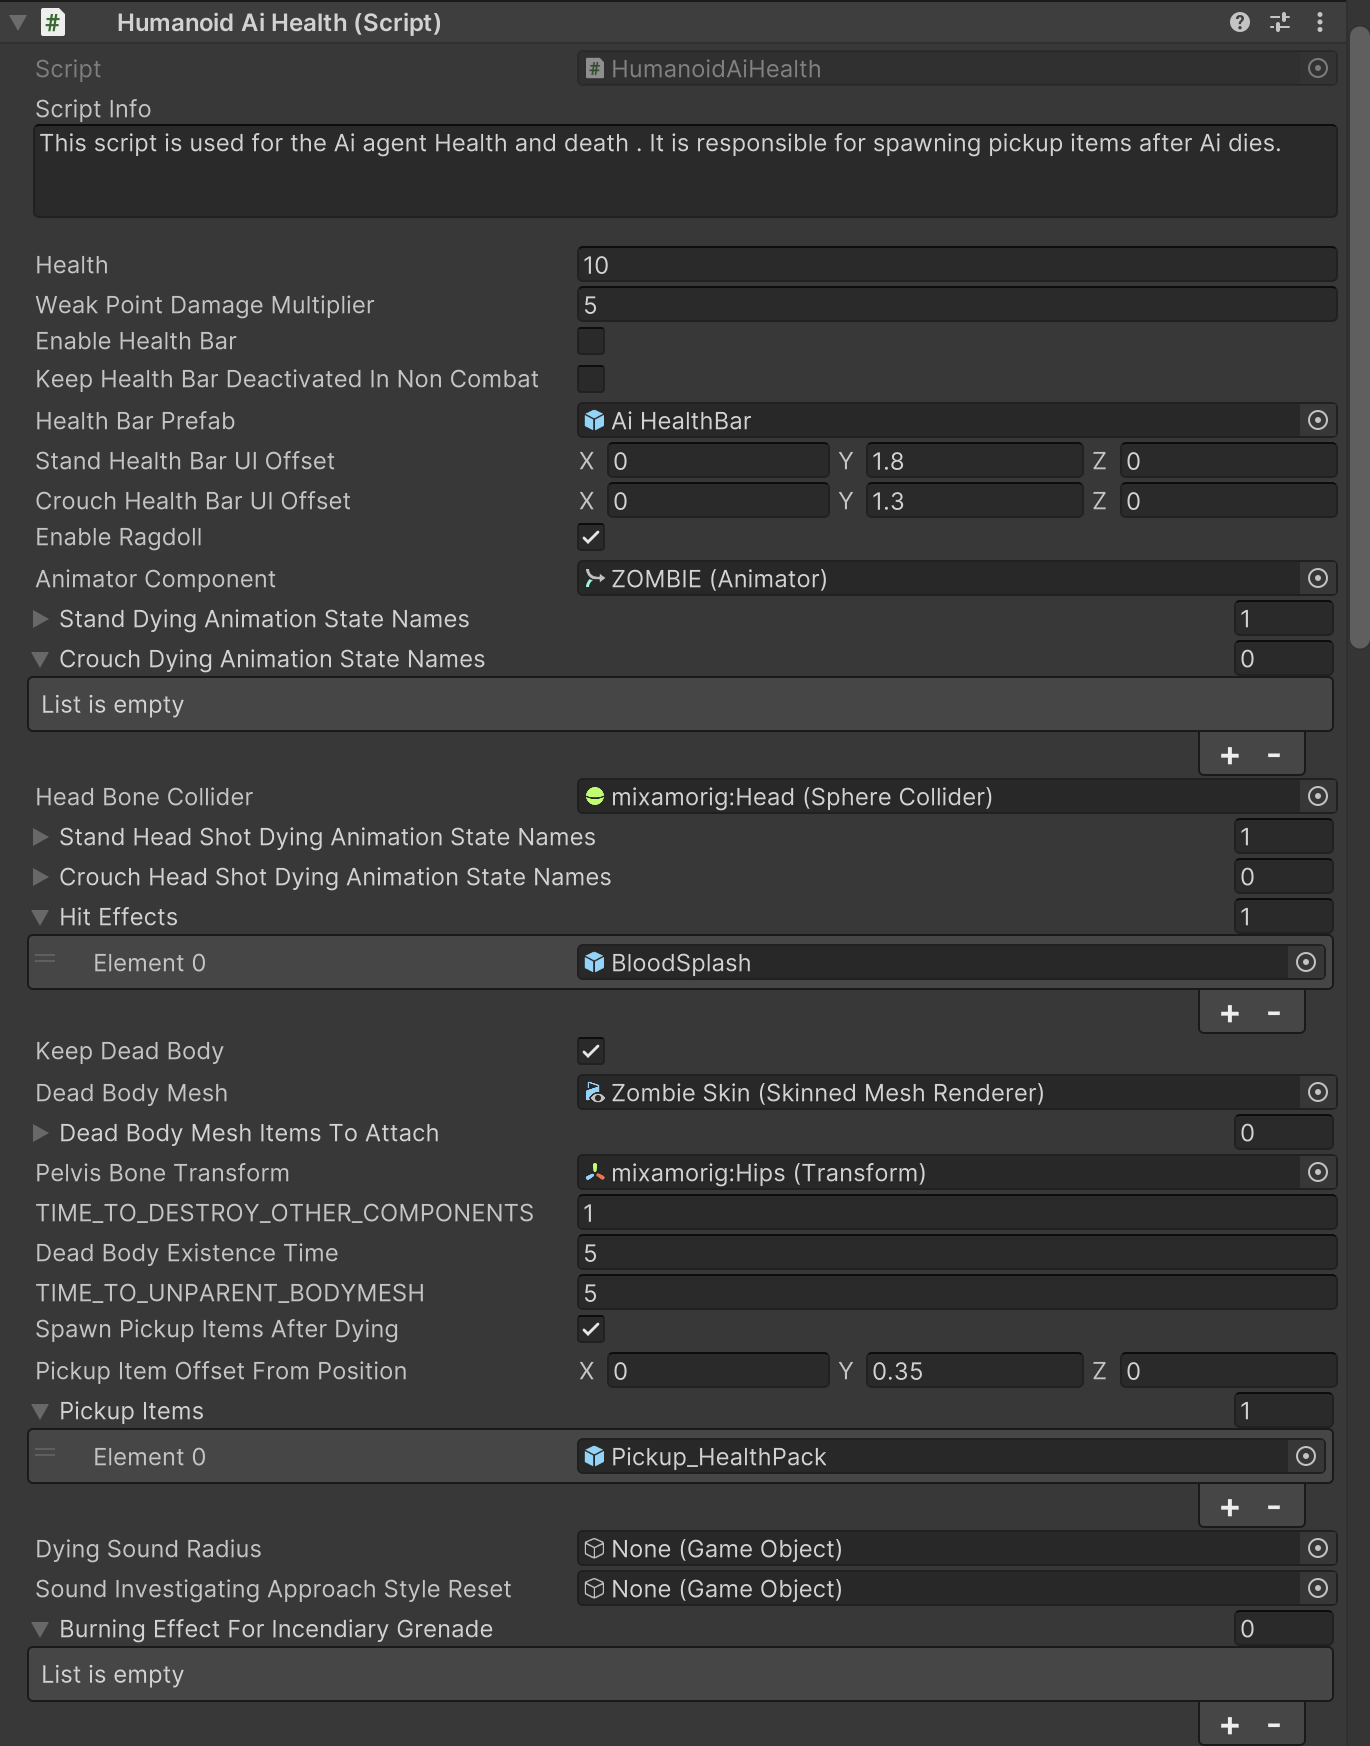 Humanoid Ai Health (Script)
Script HumanoidAiHealth
Script Info
This script is used for the Ai agent Health and death . It is responsible for spawning pickup items after Ai dies.
Health 10
Weak Point Damage Multiplier 5
Enable Health Bar
Keep Health Bar Deactivated In Non Combat
Health Bar Prefab Ai HealthBar
Stand Health Bar UI Offset X 0 Y 1.8 Z 0
Crouch Health Bar UI Offset X 0 Y 1.3 Z 0
Enable Ragdoll
Animator Component ZOMBIE (Animator)
Stand Dying Animation State Names 1
Crouch Dying Animation State Names 0
List is empty
+ -
Head Bone Collider mixamorig:Head (Sphere Collider)
Stand Head Shot Dying Animation State Names 1
Crouch Head Shot Dying Animation State Names 0
Hit Effects 1
Element 0 BloodSplash
+ -
Keep Dead Body
Dead Body Mesh Zombie Skin (Skinned Mesh Renderer)
Dead Body Mesh Items To Attach 0
Pelvis Bone Transform mixamorig:Hips (Transform)
TIME_TO_DESTROY_OTHER_COMPONENTS 1
Dead Body Existence Time 5
TIME_TO_UNPARENT_BODYMESH 5
Spawn Pickup Items After Dying
Pickup Item Offset From Position X 0 Y 0.35 Z 0
Pickup Items 1
Element 0 Pickup_HealthPack
+ -
Dying Sound Radius None (Game Object)
Sound Investigating Approach Style Reset None (Game Object)
Burning Effect For Incendiary Grenade 0
List is empty
+ -